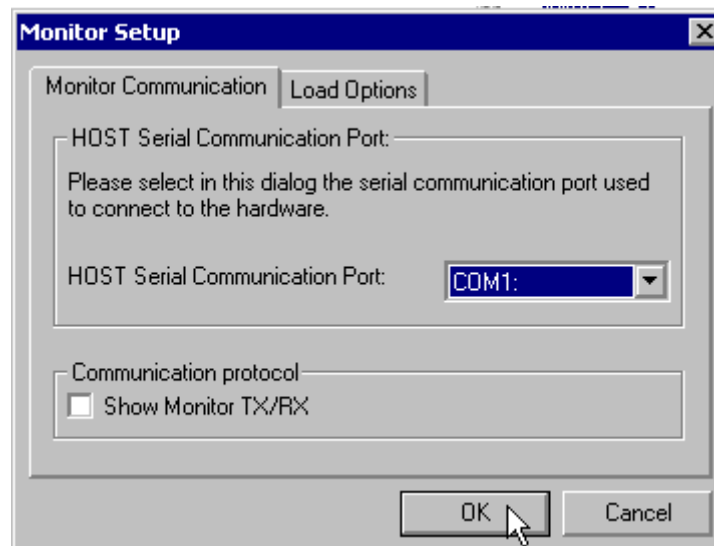 Monitor Setup
Monitor Communication
Load Options
HOST Serial Communication Port:
Please select in this dialog the serial communication port used
to connect to the hardware.
HOST Serial Communication Port:
COM1:
Communication protocol
Show Monitor TX/RX
OK
Cancel